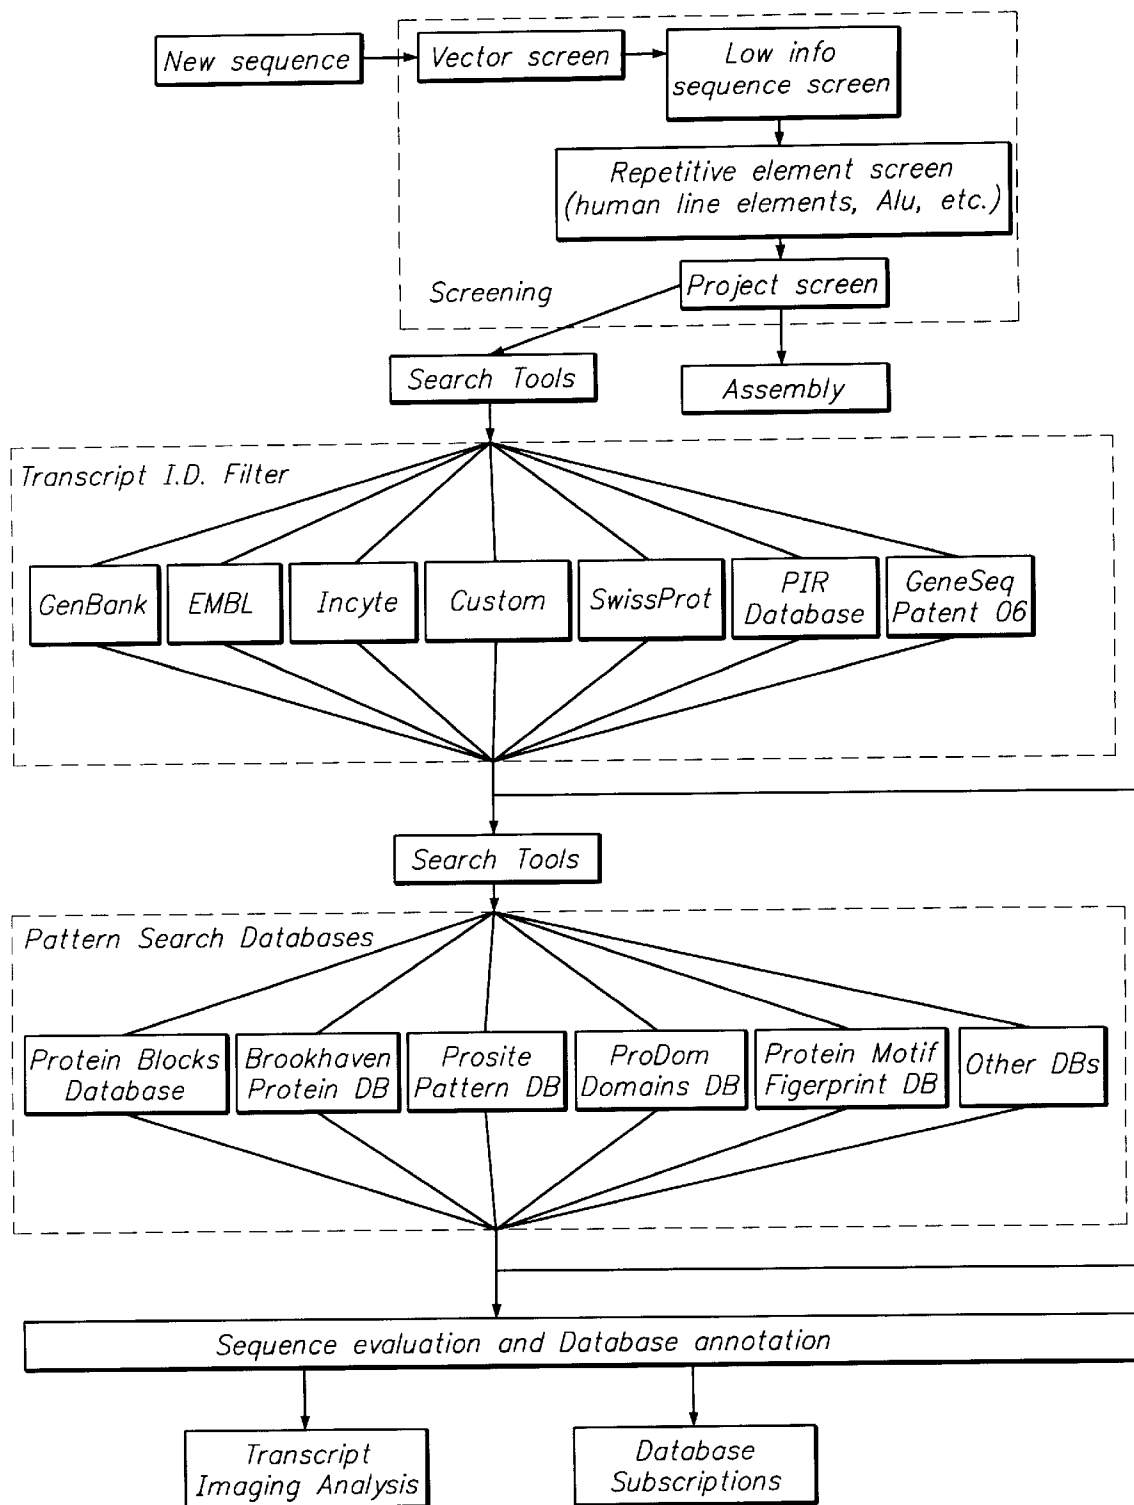 New sequence
Vector screen
Low info
sequence screen
Repetitive element screen
(human line elements, Alu, etc.)
Screening
Project screen
Search Tools
Assembly
Transcript I.D. Filter
GenBank
EMBL
Incyte
Custom
SwissProt
PIR
Database
GeneSeq
Patent 06
Search Tools
Pattern Search Databases
Protein Blocks
Database
Brookhaven
Protein DB
Prosite
Pattern DB
ProDom
Domains DB
Protein Motif
Figerprint DB
Other DBs
Sequence evaluation and Database annotation
Transcript
Imaging Analysis
Database
Subscriptions